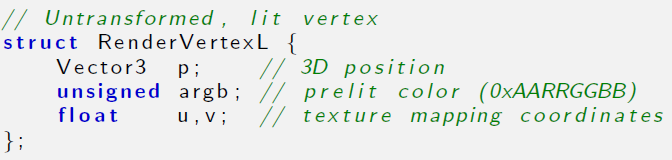 // Untransformed, lit vertex
struct RenderVertexL {
    Vector3  p;     // 3D position
    unsigned argb; // prelit color (0xAARRGGBB)
    float    u,v;   // texture mapping coordinates
};